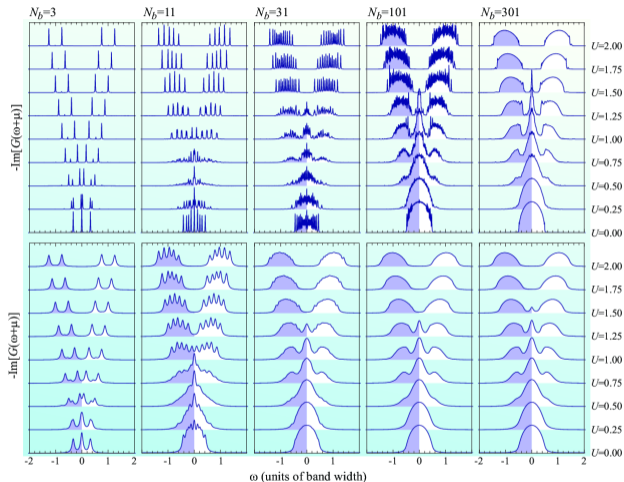 N_b=3 N_b=11 N_b=31 N_b=101 N_b=301
-Im[G(ω+μ)]
U=2.00
U=1.75
U=1.50
U=1.25
U=1.00
U=0.75
U=0.50
U=0.25
U=0.00
-Im[G(ω+μ)]
U=2.00
U=1.75
U=1.50
U=1.25
U=1.00
U=0.75
U=0.50
U=0.25
U=0.00
-2 -1 0 1 -1 0 1 -1 0 1 -1 0 1 -1 0 1 2
ω (units of band width)